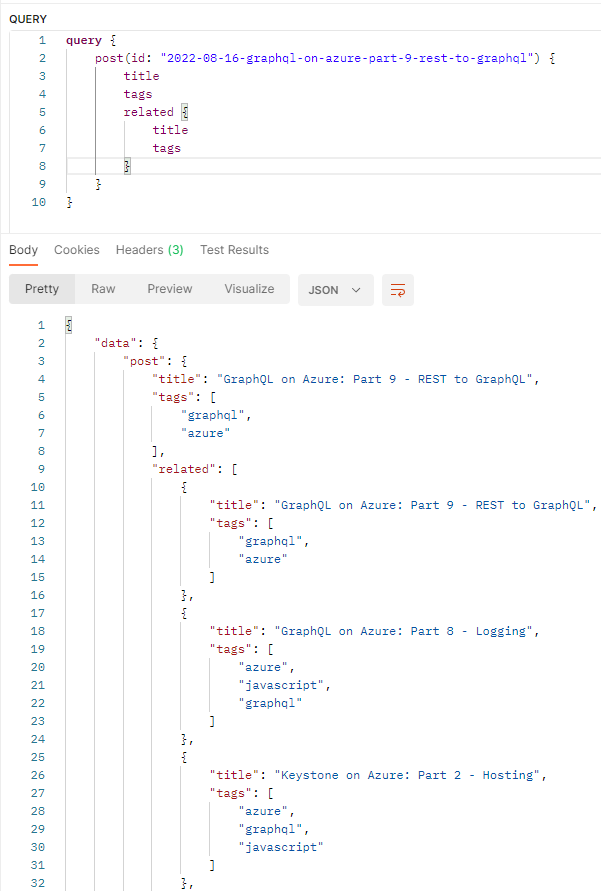 QUERY
1 query {
2 post(id: "2022-08-16-graphql-on-azure-part-9-rest-to-graphql") {
3 title
4 tags
5 related {
6 title
7 tags
8 }
9 }
10 }
Body Cookies Headers (3) Test Results
Pretty Raw Preview Visualize JSON
1 {
2 "data": {
3 "post": {
4 "title": "GraphQL on Azure: Part 9 - REST to GraphQL",
5 "tags": [
6 "graphql",
7 "azure"
8 ],
9 "related": [
10 {
11 "title": "GraphQL on Azure: Part 9 - REST to GraphQL",
12 "tags": [
13 "graphql",
14 "azure"
15 ]
16 },
17 {
18 "title": "GraphQL on Azure: Part 8 - Logging",
19 "tags": [
20 "azure",
21 "javascript",
22 "graphql"
23 ]
24 },
25 {
26 "title": "Keystone on Azure: Part 2 - Hosting",
27 "tags": [
28 "azure",
29 "graphql",
30 "javascript"
31 ]
32 },